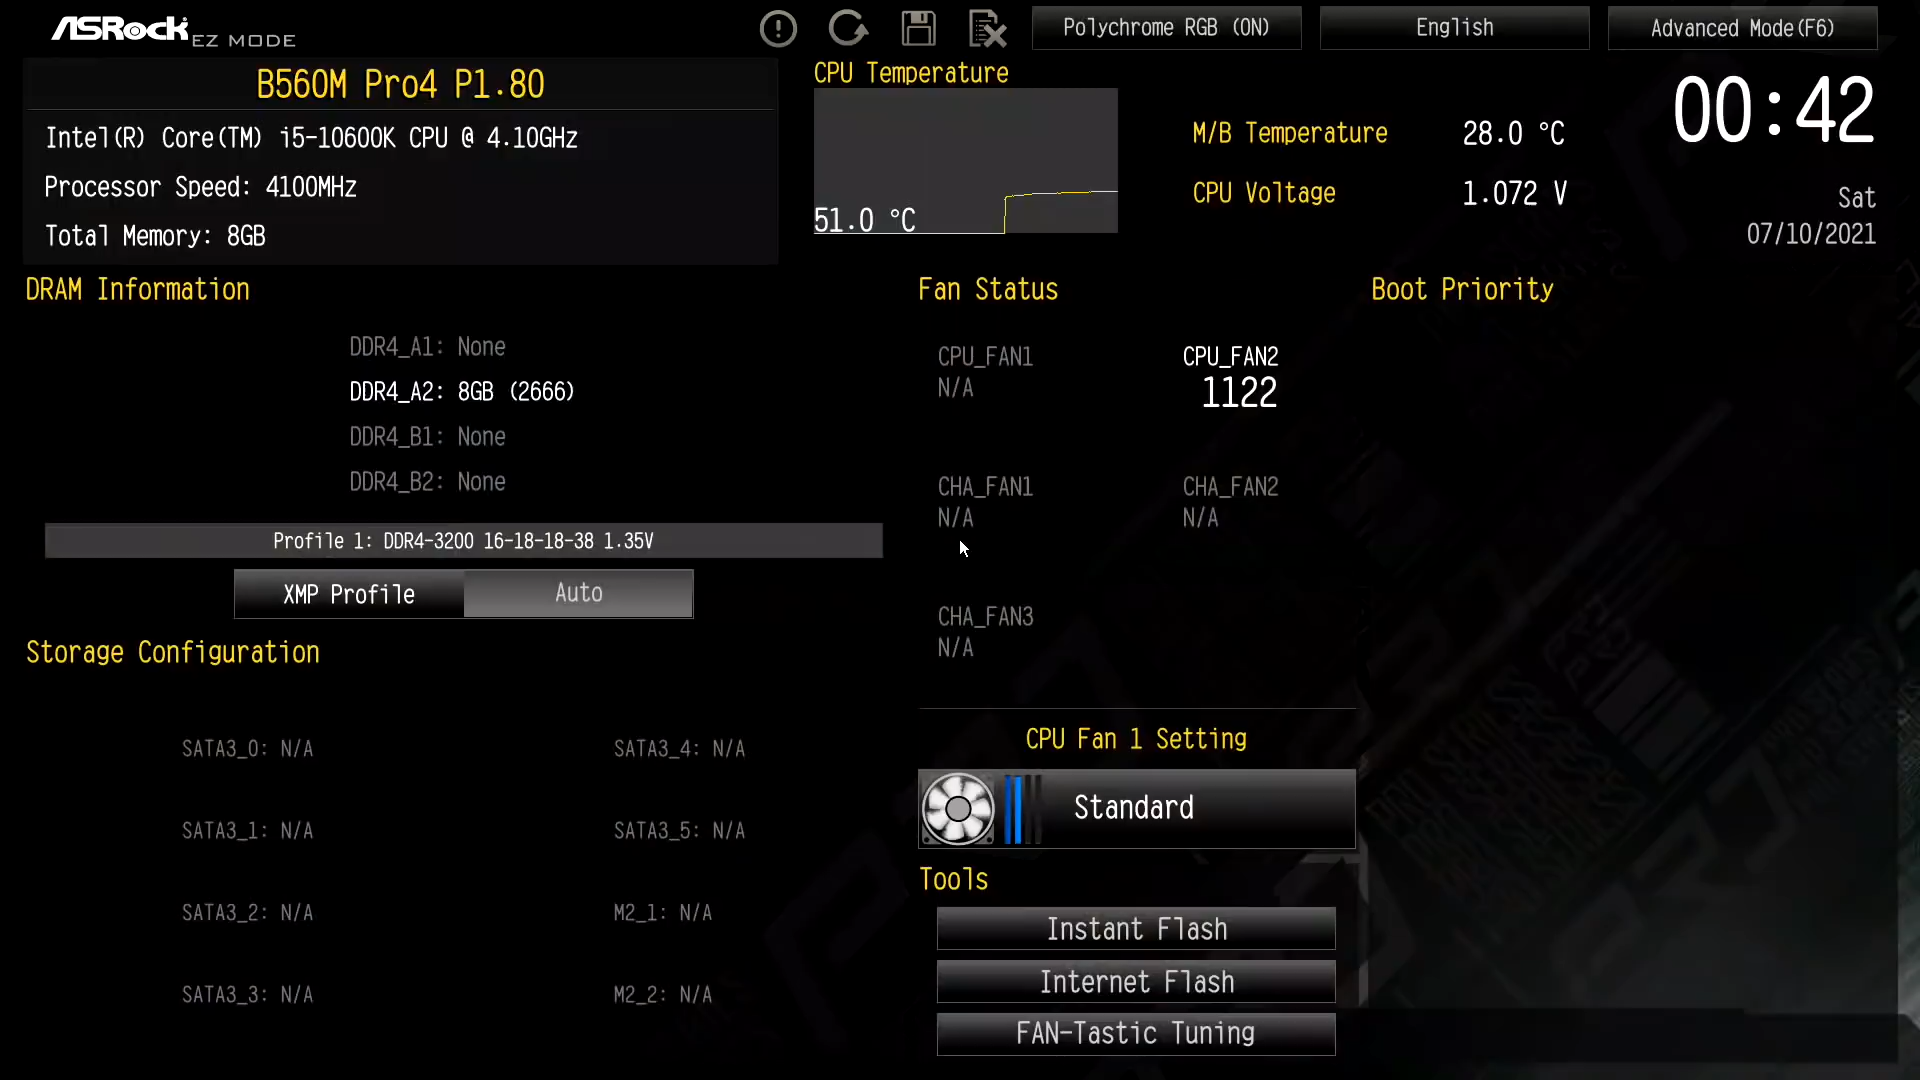 ASRock EZ MODE
Polychrome RGB (ON)
English
Advanced Mode(F6)
B560M Pro4 P1.80
Intel(R) Core(TM) i5-10600K CPU @ 4.10GHz
Processor Speed: 4100MHz
Total Memory: 8GB
CPU Temperature
51.0 °C
M/B Temperature 28.0 °C
CPU Voltage 1.072 V
00:42
Sat
07/10/2021
DRAM Information
DDR4_A1: None
DDR4_A2: 8GB (2666)
DDR4_B1: None
DDR4_B2: None
Profile 1: DDR4-3200 16-18-18-38 1.35V
XMP Profile Auto
Storage Configuration
SATA3_0: N/A SATA3_4: N/A
SATA3_1: N/A SATA3_5: N/A
SATA3_2: N/A M2_1: N/A
SATA3_3: N/A M2_2: N/A
Fan Status
CPU_FAN1 CPU_FAN2
N/A 1122
CHA_FAN1 CHA_FAN2
N/A N/A
CHA_FAN3
N/A
CPU Fan 1 Setting
Standard
Tools
Instant Flash
Internet Flash
FAN-Tastic Tuning
Boot Priority